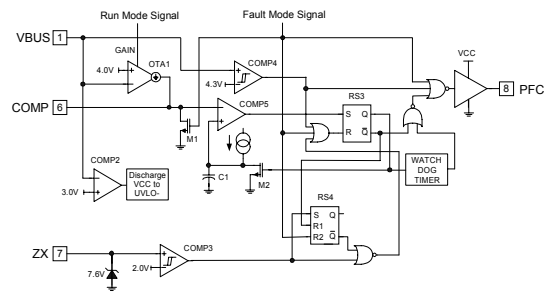 Run Mode Signal
Fault Mode Signal
VBUS 1
GAIN
OTA1
4.0V
COMP4
4.3V
VCC
8 PFC
COMP 6
M1
COMP5
RS3
S Q
R Q
C1
M2
WATCH
DOG
TIMER
COMP2
3.0V
Discharge
VCC to
UVLO-
RS4
S Q
R1
R2 Q
ZX 7
7.6V
COMP3
2.0V